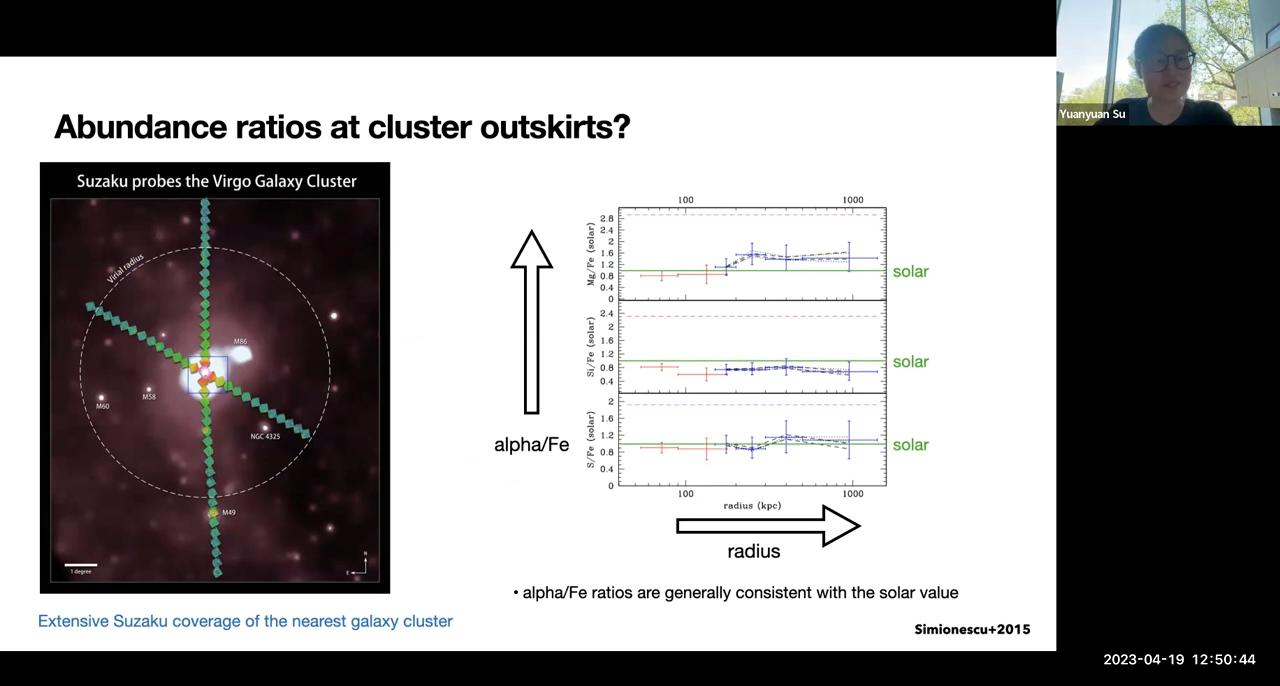 Yuanyuan Su
Abundance ratios at cluster outskirts?
Suzaku probes the Virgo Galaxy Cluster
Virial radius
M86
M58
M60
NGC 4325
M49
1 degree
N
E
Extensive Suzaku coverage of the nearest galaxy cluster
alpha/Fe
100 1000
Mg/Fe (solar)
2.8
2.4
2
1.6
1.2
0.8
0.4
0
solar
Si/Fe (solar)
2.4
2
1.6
1.2
0.8
0.4
solar
S/Fe (solar)
2
1.6
1.2
0.8
0.4
0
solar
100 1000
radius (kpc)
radius
• alpha/Fe ratios are generally consistent with the solar value
Simionescu+2015
2023-04-19 12:50:44